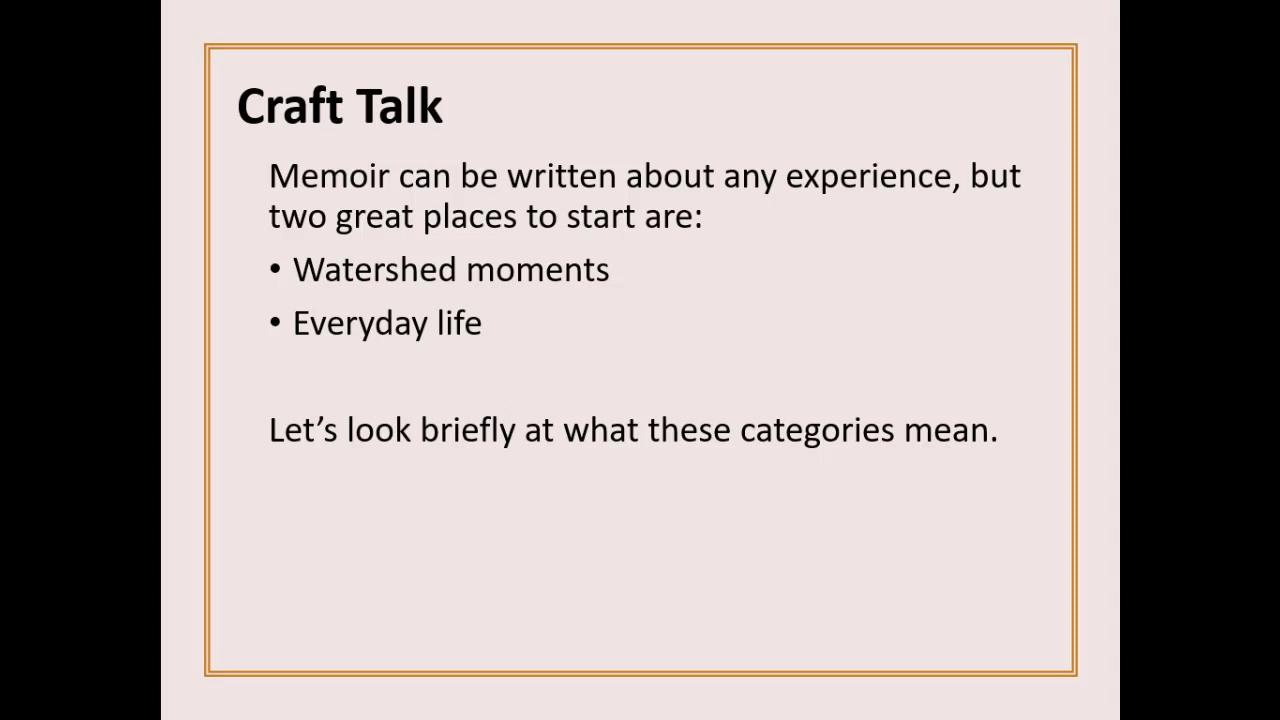 Craft Talk
Memoir can be written about any experience, but
two great places to start are:
• Watershed moments
• Everyday life
Let’s look briefly at what these categories mean.